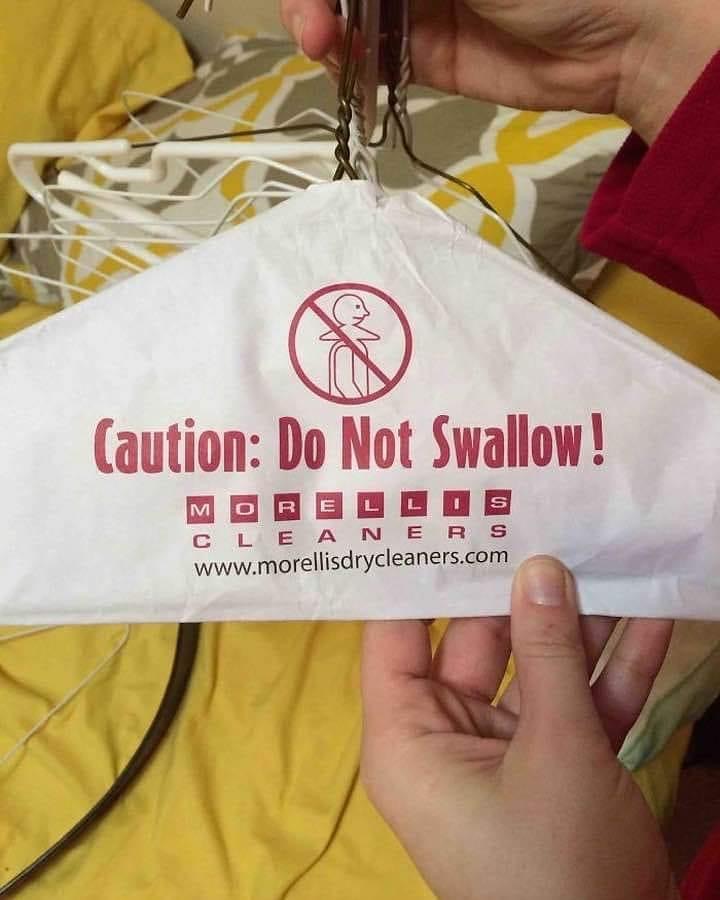 Caution: Do Not Swallow!
MORELLIS
CLEANERS
www.morellisdrycleaners.com